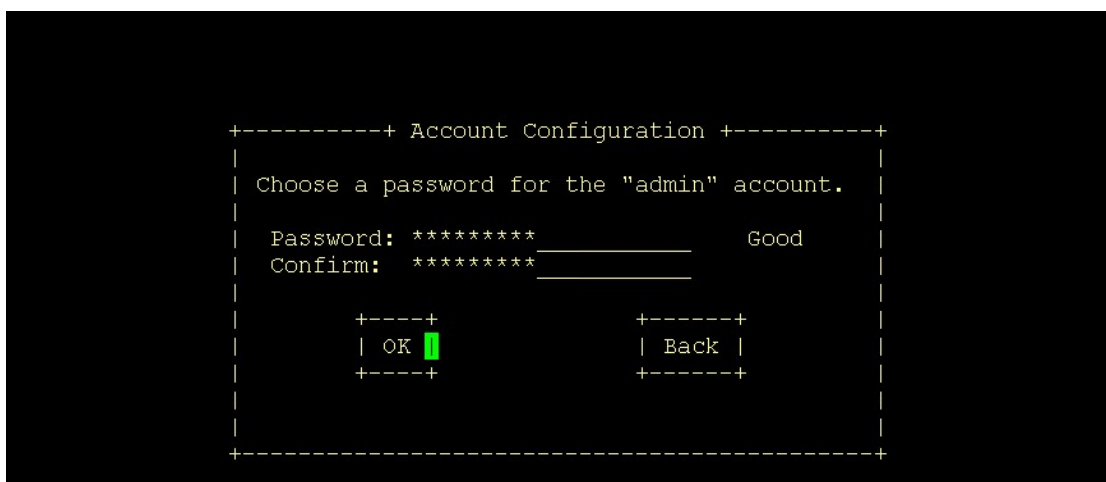 Account Configuration
Choose a password for the "admin" account.
Password: ********* Good
Confirm: *********
OK Back